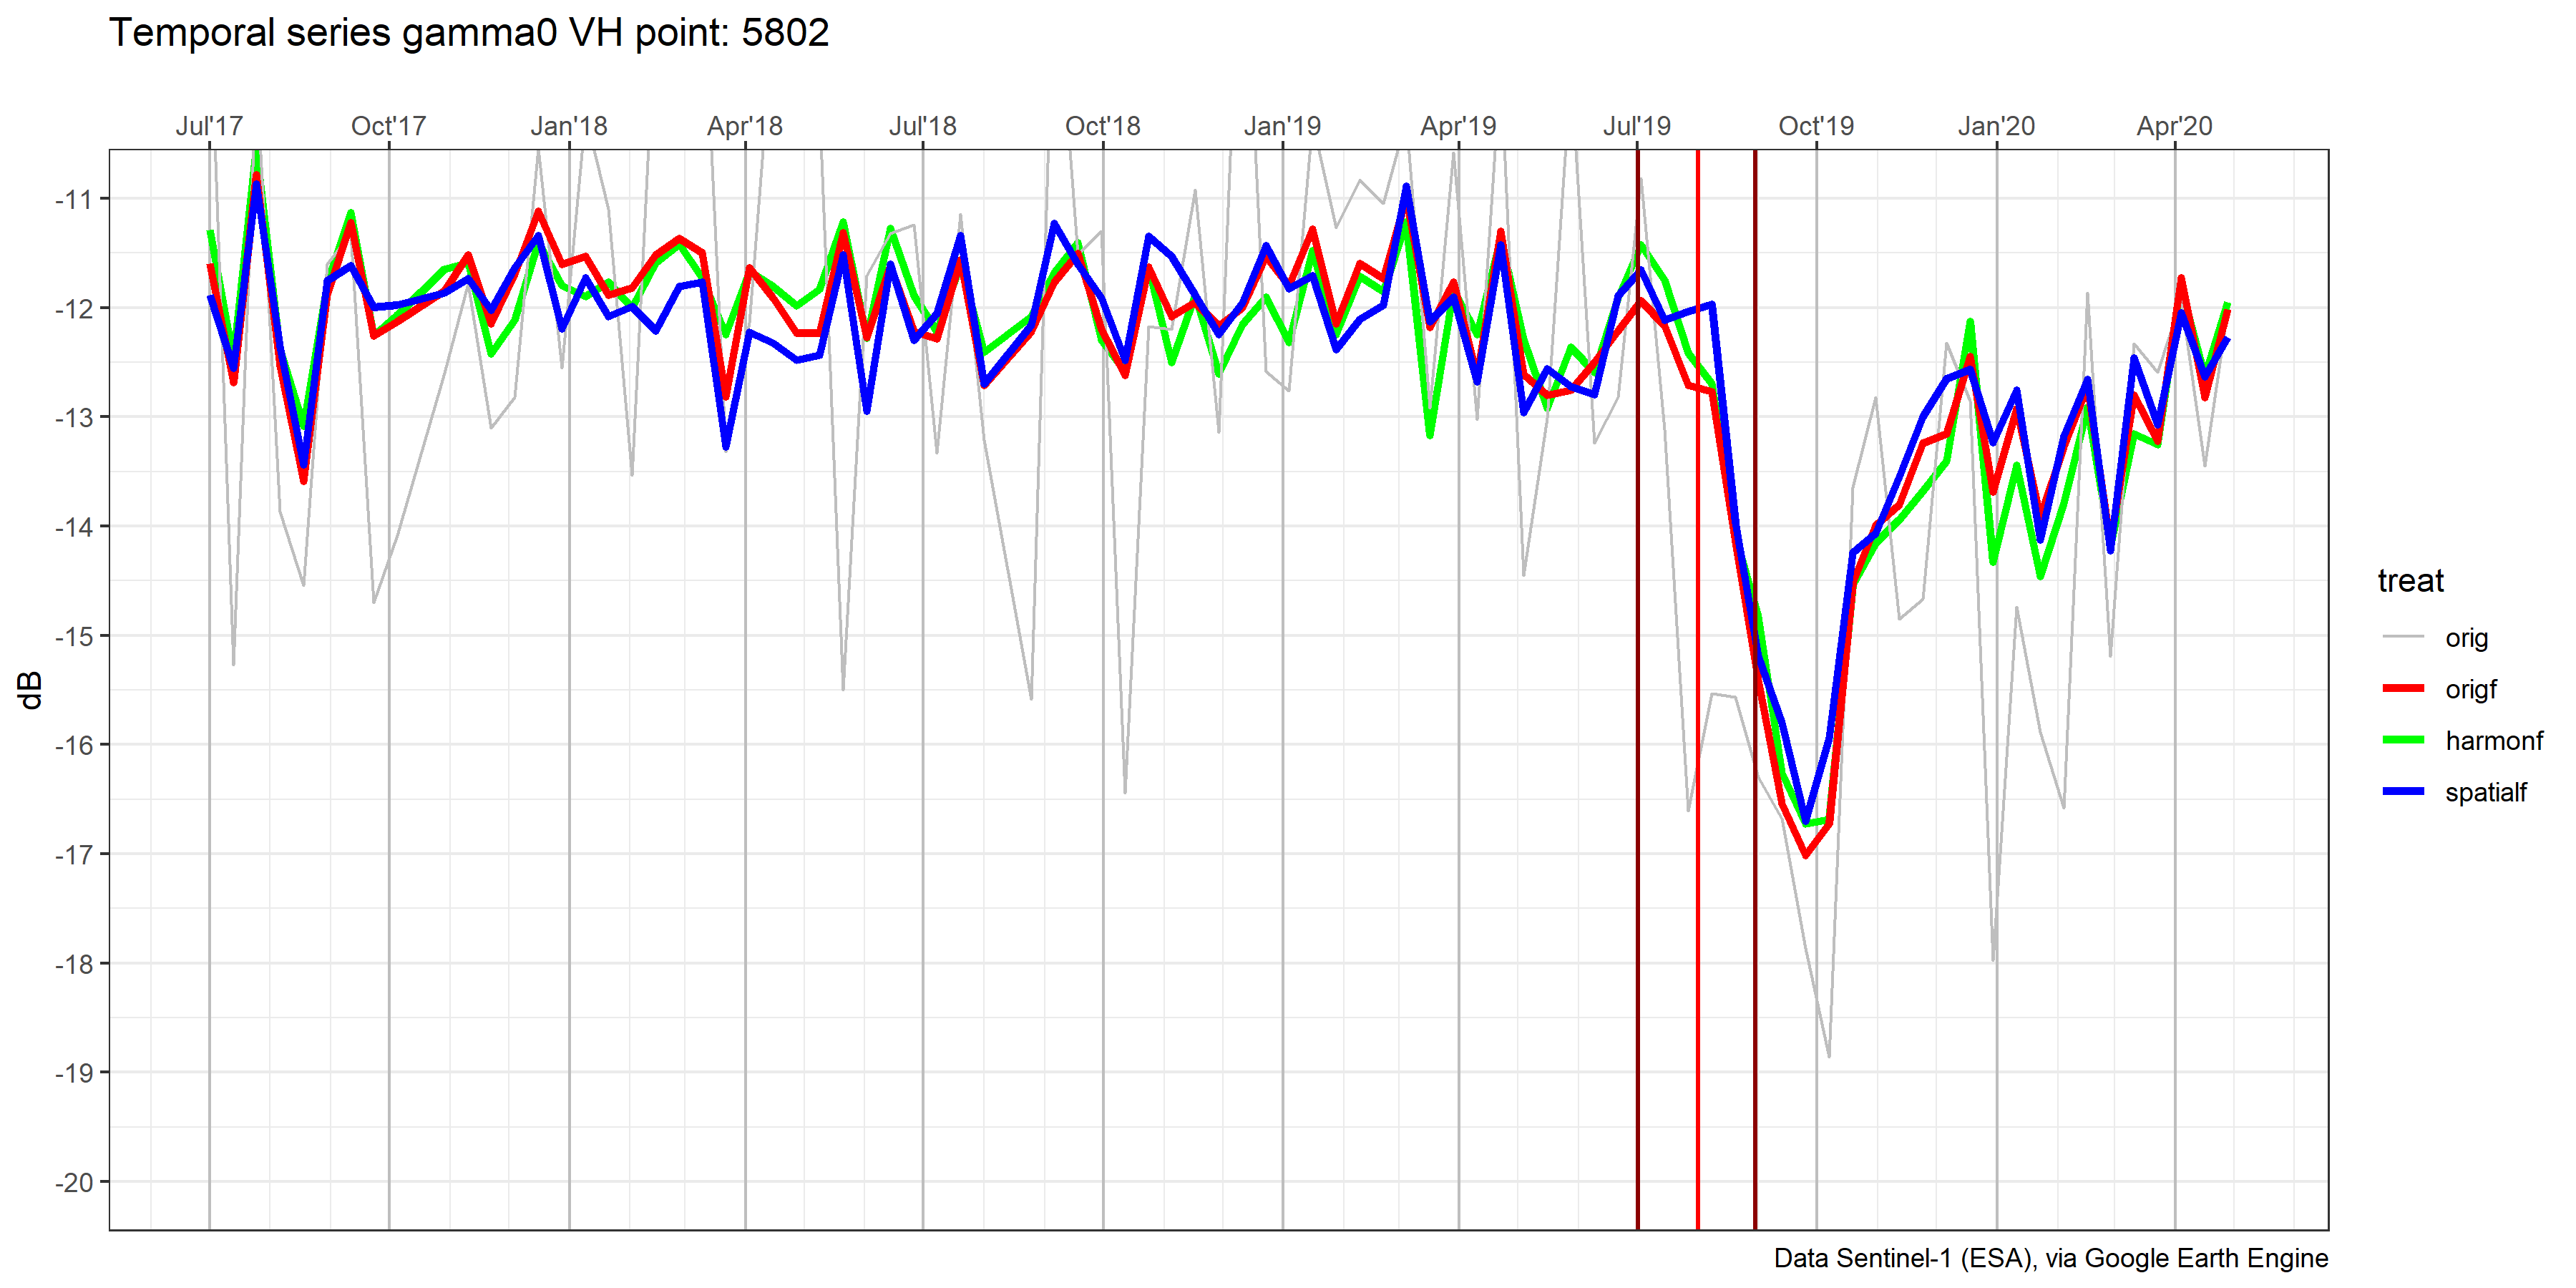 Temporal series gamma0 VH point: 5802
Jul'17 Oct'17 Jan'18 Apr'18 Jul'18 Oct'18 Jan'19 Apr'19 Jul'19 Oct'19 Jan'20 Apr'20
-11
-12
-13
-14
-15
-16
-17
-18
-19
-20
dB
treat
orig
origf
harmonf
spatialf
Data Sentinel-1 (ESA), via Google Earth Engine